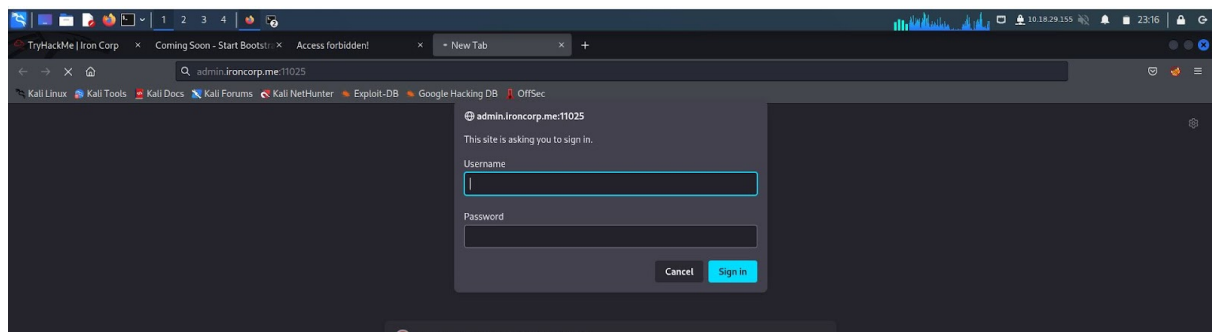 1 2 3 4
10.18.29.155
23:16
TryHackMe | Iron Corp
Coming Soon - Start Bootstra
Access forbidden!
New Tab
admin.ironcorp.me:11025
Kali Linux
Kali Tools
Kali Docs
Kali Forums
Kali NetHunter
Exploit-DB
Google Hacking DB
OffSec
admin.ironcorp.me:11025
This site is asking you to sign in.
Username
Password
Cancel
Sign in